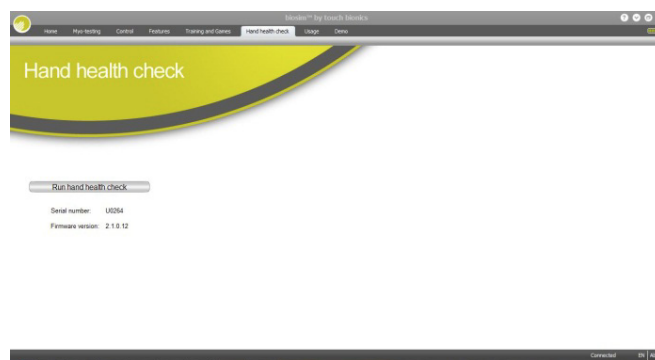 biosim™ by touch bionics
Home Myo-testing Control Features Training and Games Hand health check Usage Demo
Hand health check
Run hand health check
Serial number: U0264
Firmware version: 2.1.0.12
Connected EN